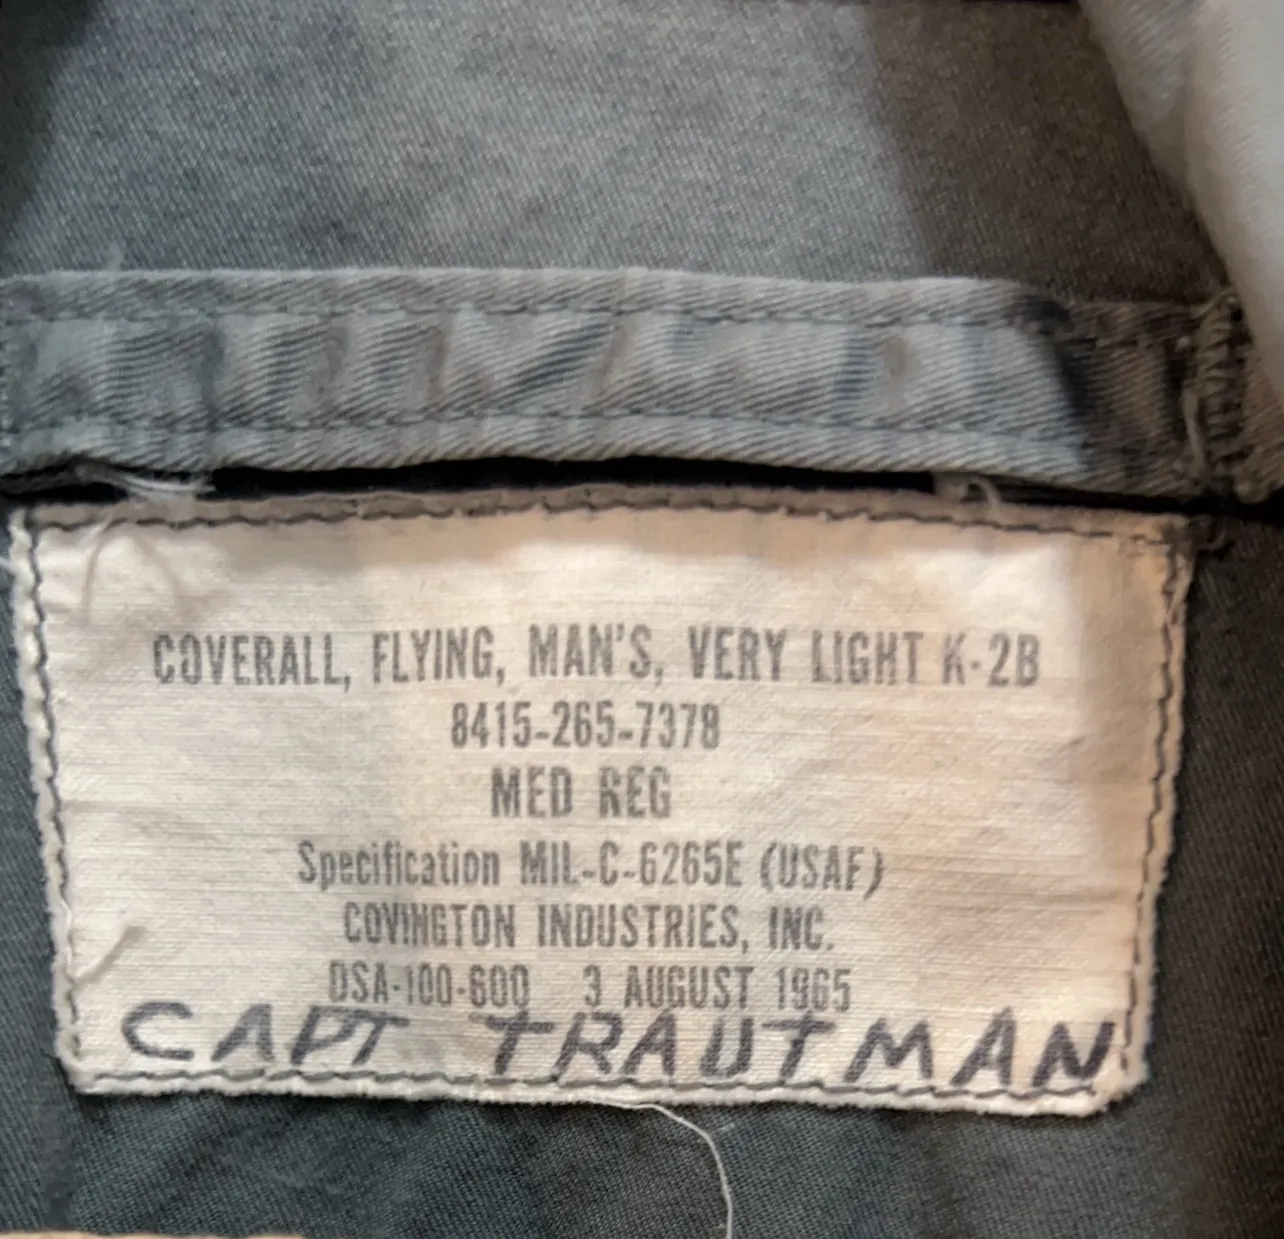 COVERALL, FLYING, MAN'S, VERY LIGHT K-2B
8415-265-7378
MED REG
Specification MIL-C-6265E (USAF)
COVINGTON INDUSTRIES, INC.
DSA-100-600 3 AUGUST 1965
CAPT TRAUTMAN